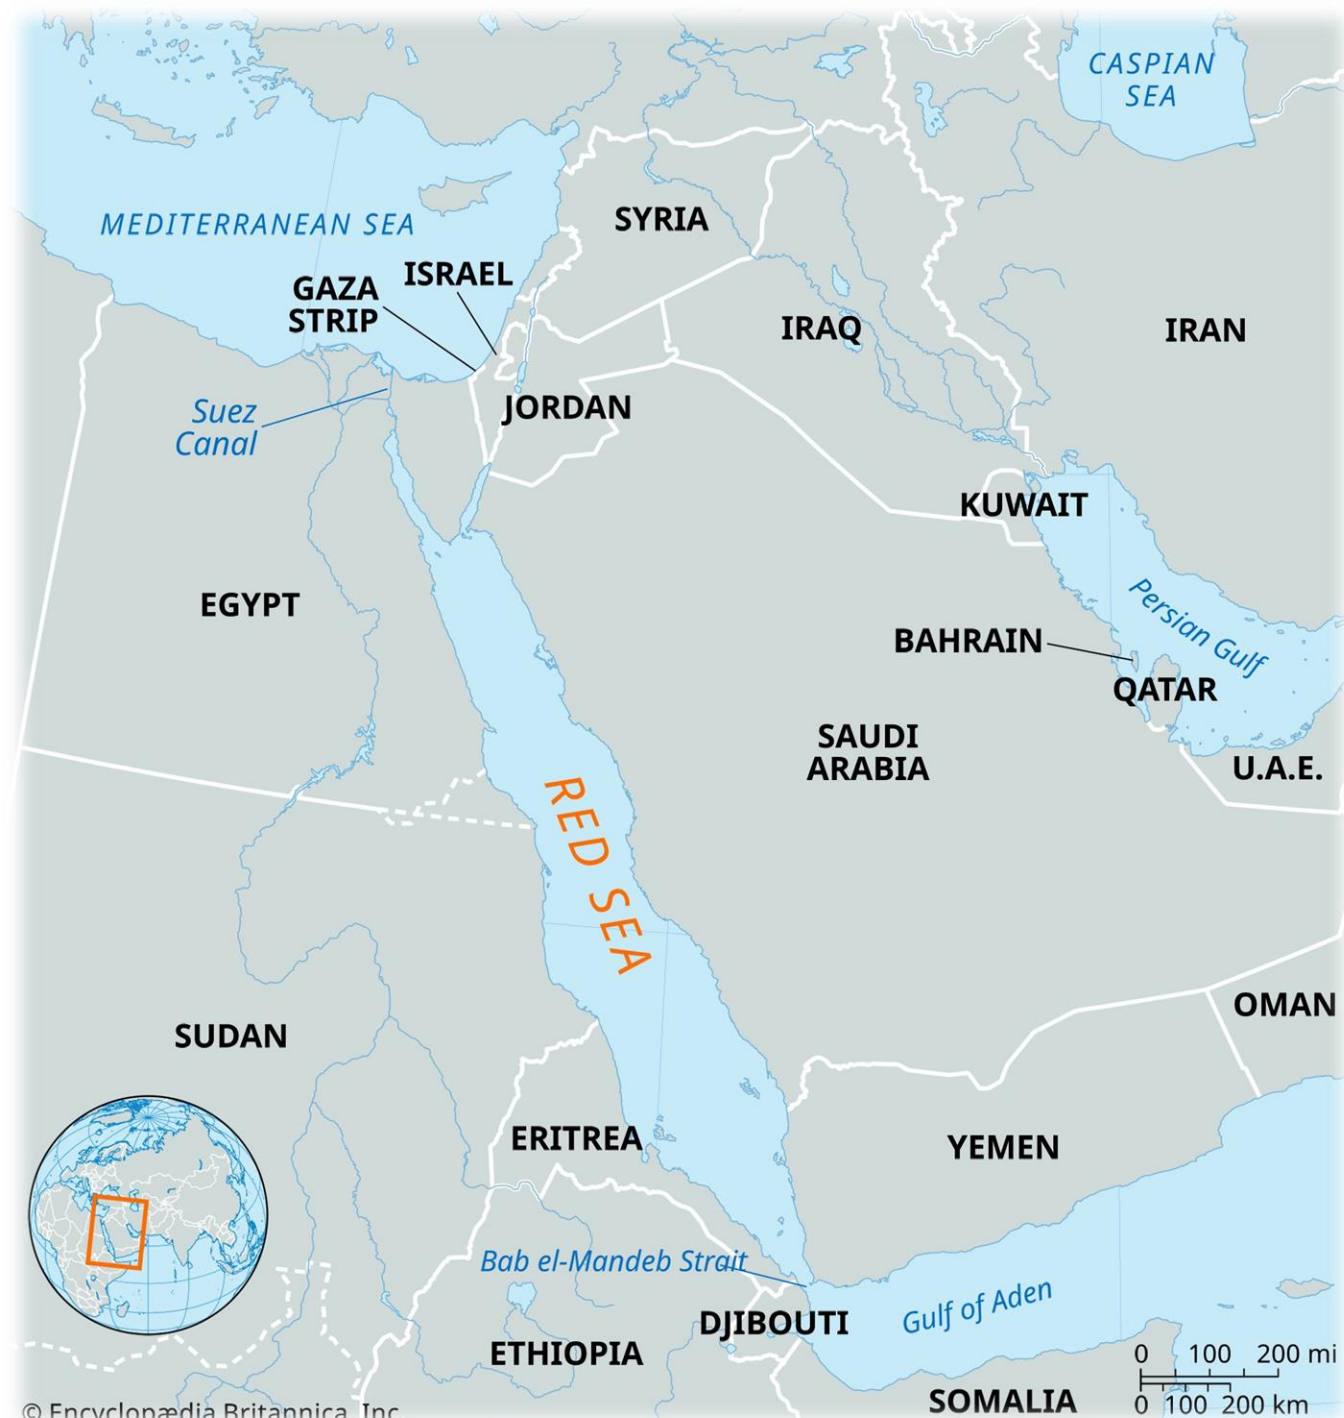 CASPIAN
SEA
MEDITERRANEAN SEA
SYRIA
GAZA
STRIP
ISRAEL
IRAQ
IRAN
Suez
Canal
JORDAN
KUWAIT
EGYPT
Persian Gulf
BAHRAIN
QATAR
SAUDI
ARABIA
U.A.E.
RED SEA
OMAN
SUDAN
ERITREA
YEMEN
Bab el-Mandeb Strait
Gulf of Aden
DJIBOUTI
ETHIOPIA
SOMALIA
0 100 200 mi
0 100 200 km
© Encyclopædia Britannica, Inc.